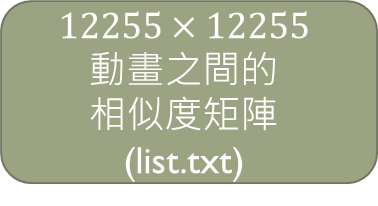 12255 × 12255
動畫之間的
相似度矩陣
(list.txt)